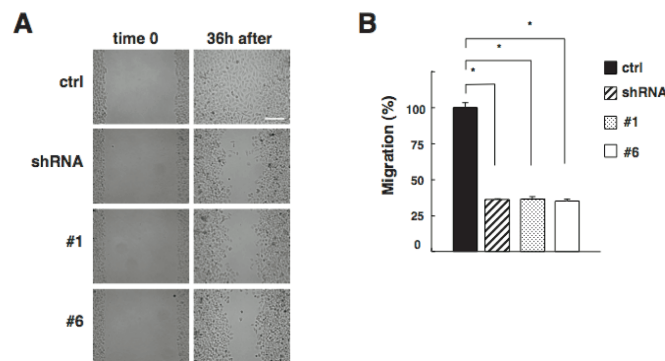 A
time 0 36h after
ctrl
shRNA
#1
#6
B
*
*
*
Migration (%)
100
75
50
25
0
ctrl
shRNA
#1
#6